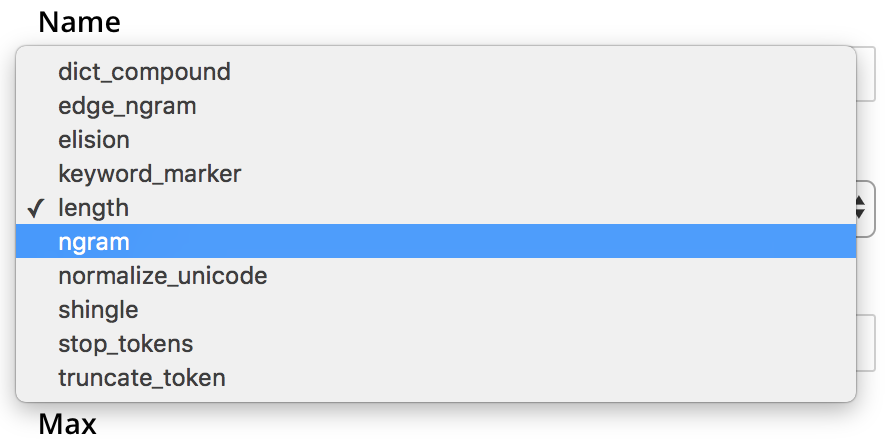 Name
dict_compound
edge_ngram
elision
keyword_marker
✓ length
ngram
normalize_unicode
shingle
stop_tokens
truncate_token
Max